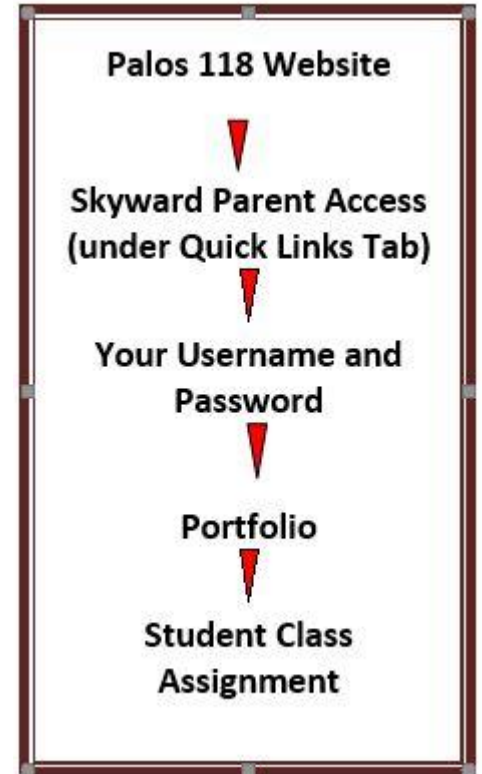 Palos 118 Website
Skyward Parent Access
(under Quick Links Tab)
Your Username and
Password
Portfolio
Student Class
Assignment